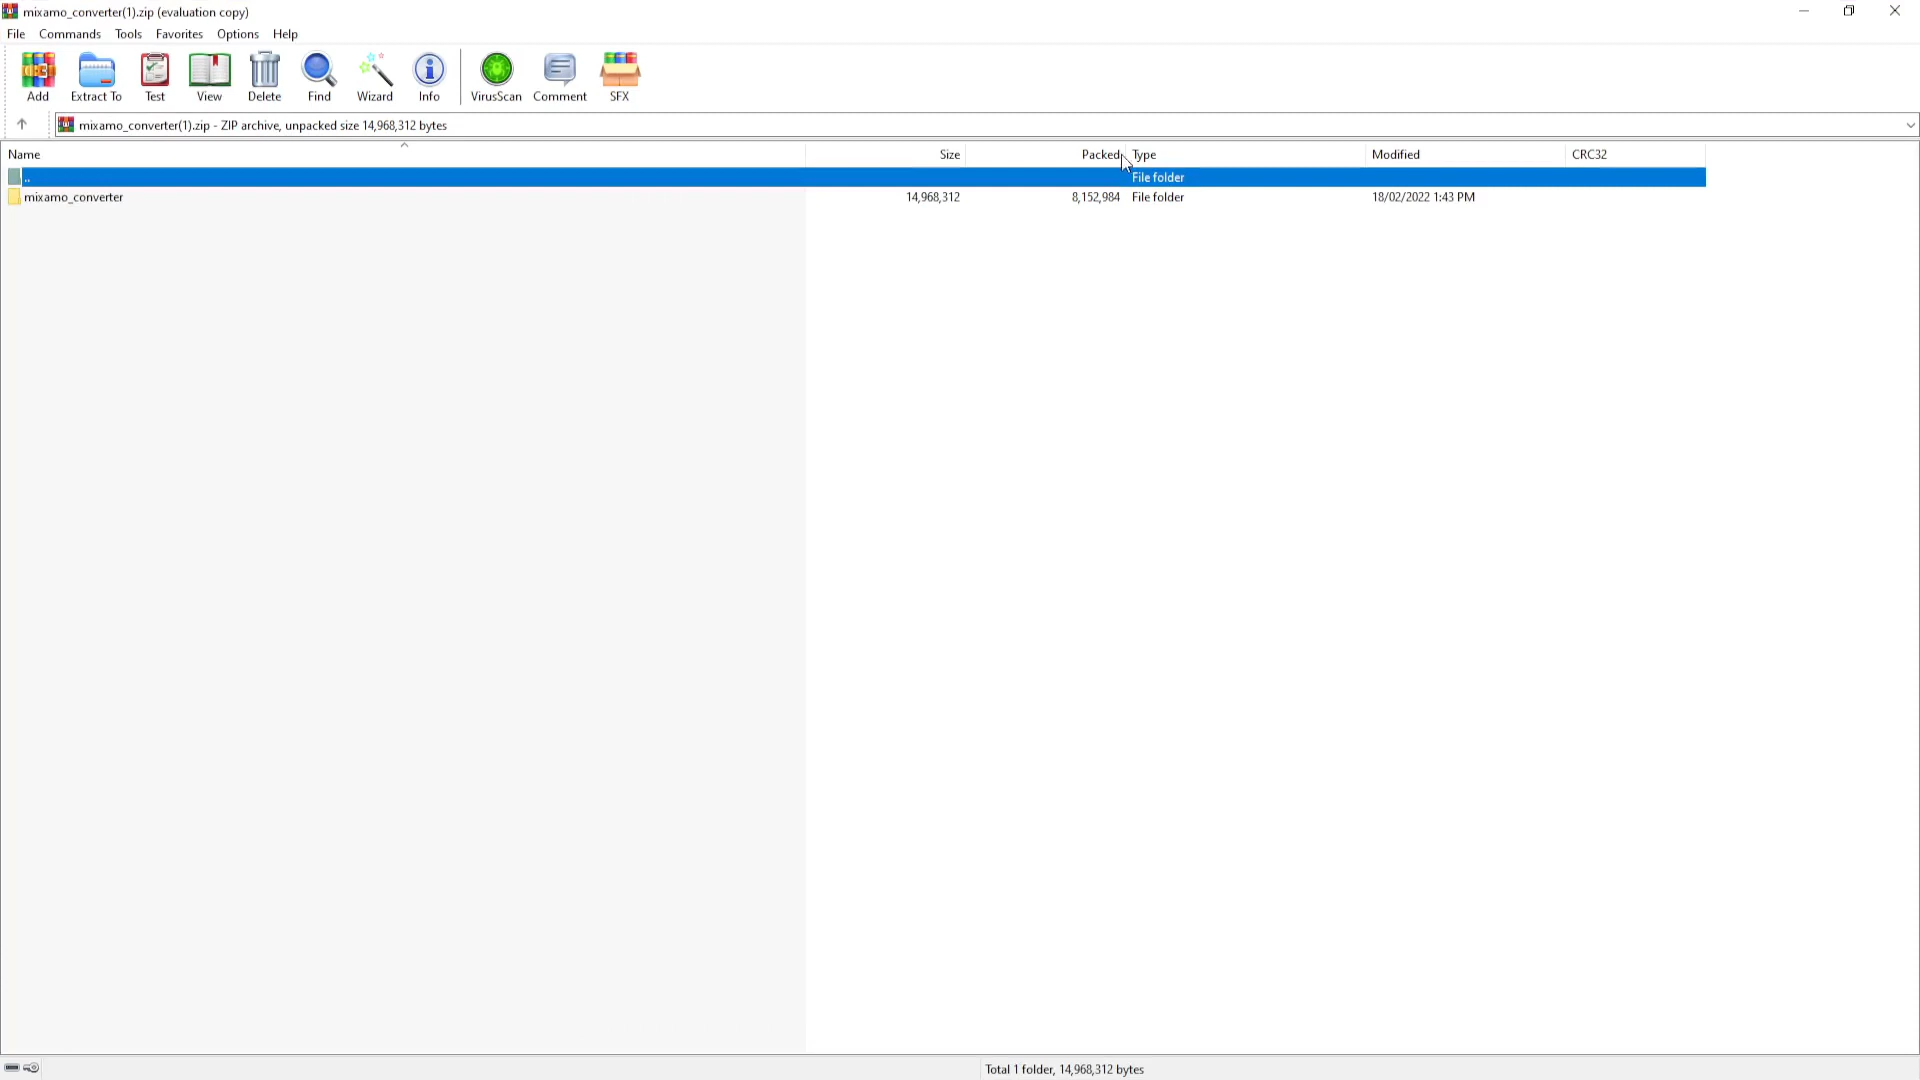 mixamo_converter(1).zip (evaluation copy)
File Commands Tools Favorites Options Help
Add Extract To Test View Delete Find Wizard Info VirusScan Comment SFX
mixamo_converter(1).zip - ZIP archive, unpacked size 14,968,312 bytes
Name Size Packed Type Modified CRC32
.. File folder
mixamo_converter 14,968,312 8,152,984 File folder 18/02/2022 1:43 PM
Total 1 folder, 14,968,312 bytes